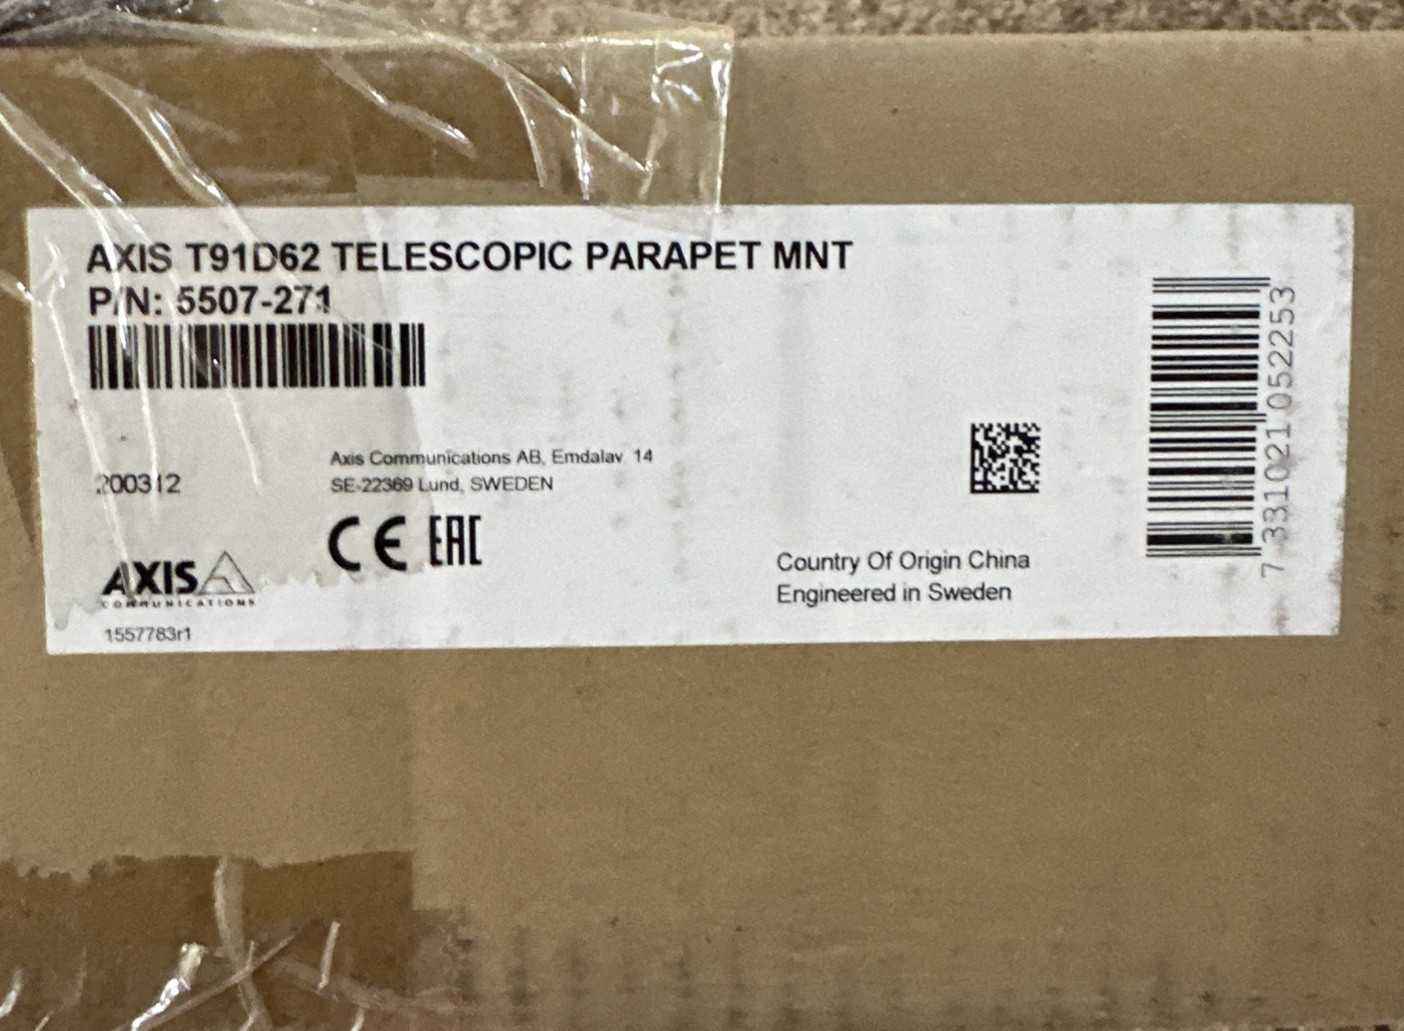 AXIS T91D62 TELESCOPIC PARAPET MNT
P/N: 5507-271
200312
Axis Communications AB, Emdalav. 14
SE-22369 Lund, SWEDEN
CE EAC
AXIS
COMMUNICATIONS
1557783r1
Country Of Origin China
Engineered in Sweden
7 331021 052253